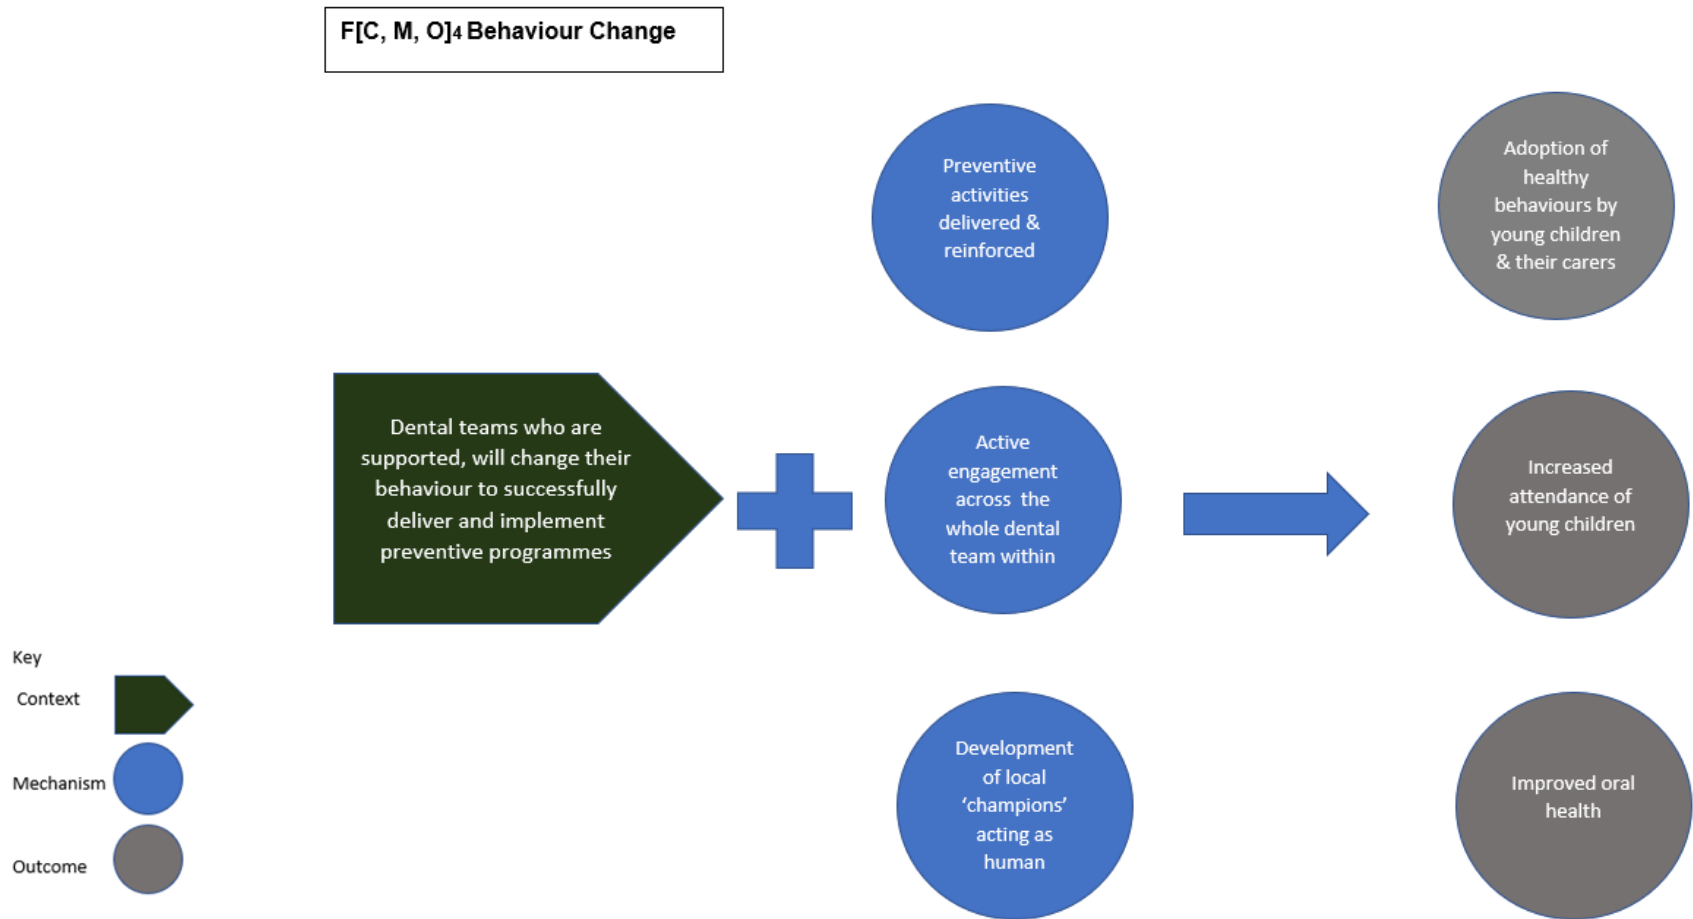 F[C, M, O]4 Behaviour Change
Preventive
activities
delivered &
reinforced
Adoption of
healthy
behaviours by
young children
& their carers
Dental teams who are
supported, will change their
behaviour to successfully
deliver and implement
preventive programmes
Active
engagement
across the
whole dental
team within
Increased
attendance of
young children
Development
of local
‘champions’
acting as
human
Improved oral
health
Key
Context
Mechanism
Outcome